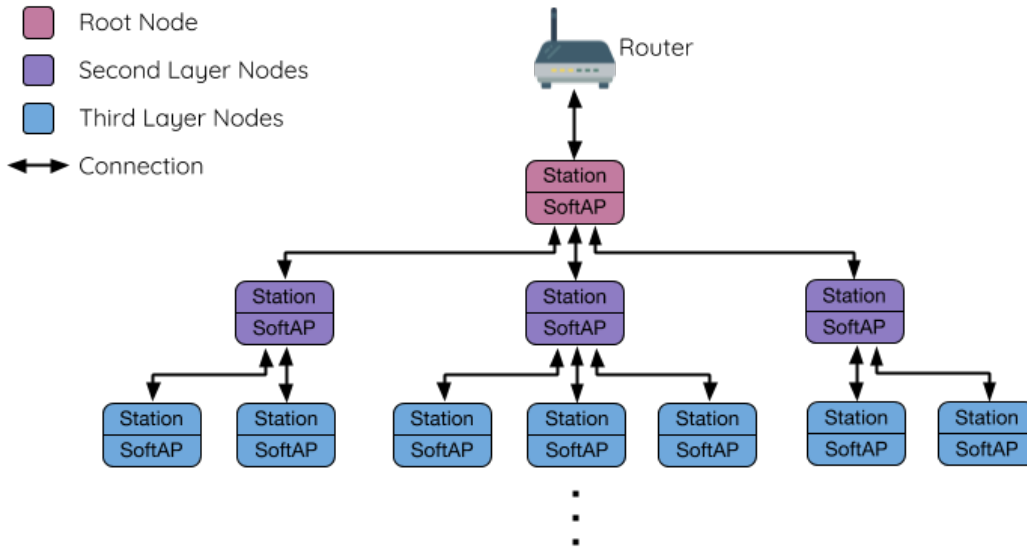 Root Node
Router
Second Layer Nodes
Third Layer Nodes
Connection
Station
SoftAP
Station
Station
Station
SoftAP
SoftAP
SoftAP
Station
Station
Station
Station
Station
Station
Station
SoftAP
SoftAP
SoftAP
SoftAP
SoftAP
SoftAP
SoftAP